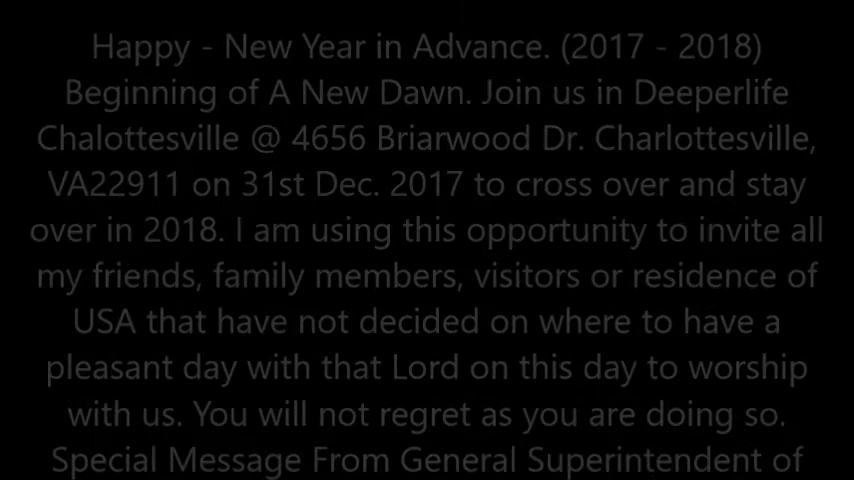 Happy - New Year in Advance. (2017 - 2018)
Beginning of A New Dawn. Join us in Deeperlife
Chalottesville @ 4656 Briarwood Dr. Charlottesville,
VA22911 on 31st Dec. 2017 to cross over and stay
over in 2018. I am using this opportunity to invite all
my friends, family members, visitors or residence of
USA that have not decided on where to have a
pleasant day with that Lord on this day to worship
with us. You will not regret as you are doing so.
Special Message From General Superintendent of